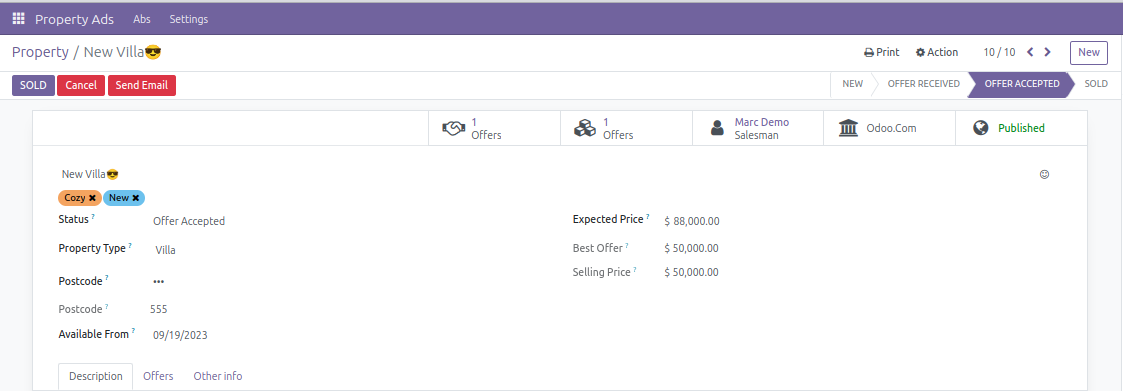 Property Ads Abs Settings
Property / New Villa😎 Print Action 10 / 10 New
SOLD Cancel Send Email NEW OFFER RECEIVED OFFER ACCEPTED SOLD
1 Offers 1 Offers Marc Demo Salesman Odoo.Com Published
New Villa😎
Cozy ✖ New ✖
Status ? Offer Accepted Expected Price ? $ 88,000.00
Property Type ? Villa Best Offer ? $ 50,000.00
Selling Price ? $ 50,000.00
Postcode ? •••
Postcode ? 555
Available From ? 09/19/2023
Description Offers Other info